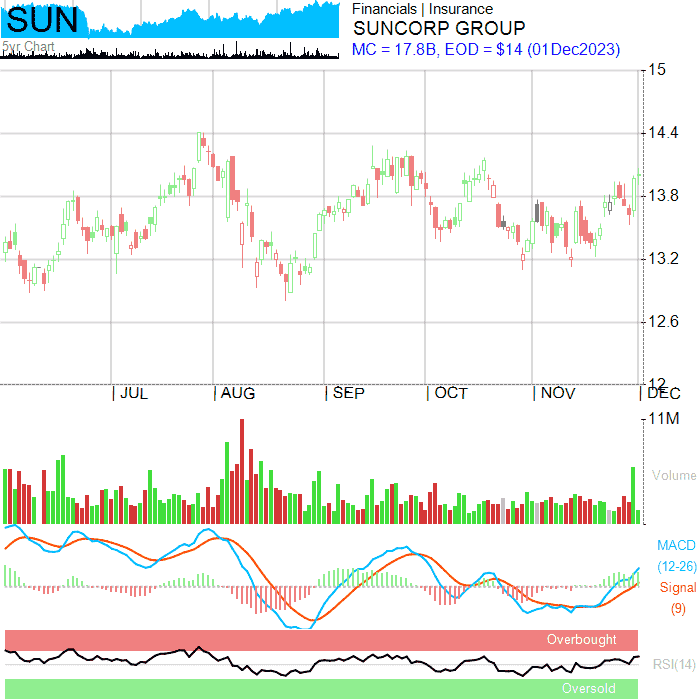 SUN
5yr Chart
Financials | Insurance
SUNCORP GROUP
MC = 17.8B, EOD = $14 (01Dec2023)
15
14.4
13.8
13.2
12.6
12
| JUL | AUG | SEP | OCT | NOV | DEC
11M
Volume
MACD
(12-26)
Signal
(9)
Overbought
RSI(14)
Oversold